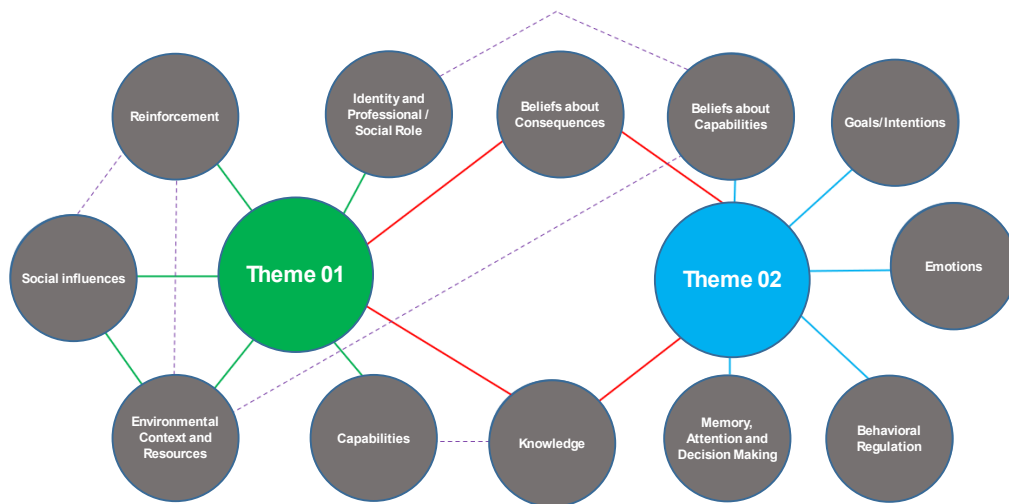 Reinforcement
Identity and
Professional /
Social Role
Beliefs about
Consequences
Beliefs about
Capabilities
Goals/ Intentions
Social influences
Theme 01
Theme 02
Emotions
Environmental
Context and
Resources
Capabilities
Knowledge
Memory,
Attention and
Decision Making
Behavioral
Regulation